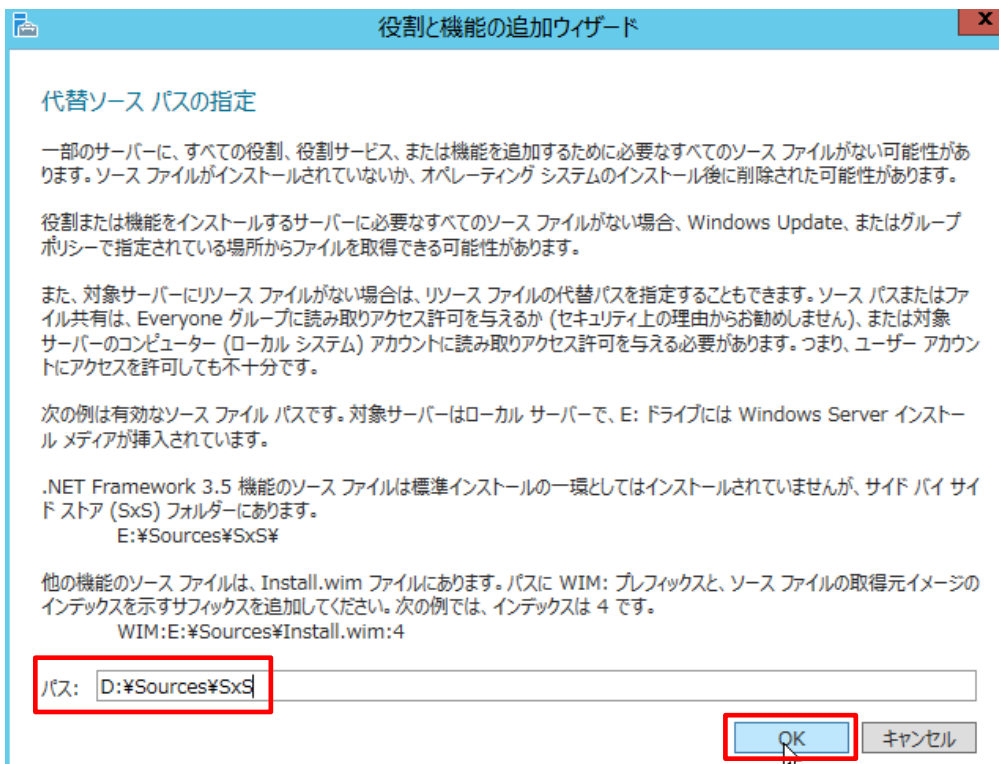 役割と機能の追加ウィザード
x
代替ソース パスの指定
一部のサーバーに、すべての役割、役割サービス、または機能を追加するために必要なすべてのソース ファイルがない可能性があ
ります。ソース ファイルがインストールされていないか、オペレーティング システムのインストール後に削除された可能性があります。
役割または機能をインストールするサーバーに必要なすべてのソース ファイルがない場合、Windows Update、またはグループ
ポリシーで指定されている場所からファイルを取得できる可能性があります。
また、対象サーバーにリソース ファイルがない場合は、リソース ファイルの代替パスを指定することもできます。ソース パスまたはファ
イル共有は、Everyone グループに読み取りアクセス許可を与えるか (セキュリティ上の理由からお勧めしません)、または対象
サーバーのコンピューター (ローカル システム) アカウントに読み取りアクセス許可を与える必要があります。つまり、ユーザー アカウン
トにアクセスを許可しても不十分です。
次の例は有効なソース ファイル パスです。対象サーバーはローカル サーバーで、E: ドライブには Windows Server インストー
ル メディアが挿入されています。
.NET Framework 3.5 機能のソース ファイルは標準インストールの一環としてはインストールされていませんが、サイド バイ サイ
ド ストア (SxS) フォルダーにあります。
E:¥Sources¥SxS¥
他の機能のソース ファイルは、Install.wim ファイルにあります。パスに WIM: プレフィックスと、ソース ファイルの取得元イメージの
インデックスを示すサフィックスを追加してください。次の例では、インデックスは 4 です。
WIM:E:¥Sources¥Install.wim:4
パス: D:¥Sources¥SxS
OK キャンセル